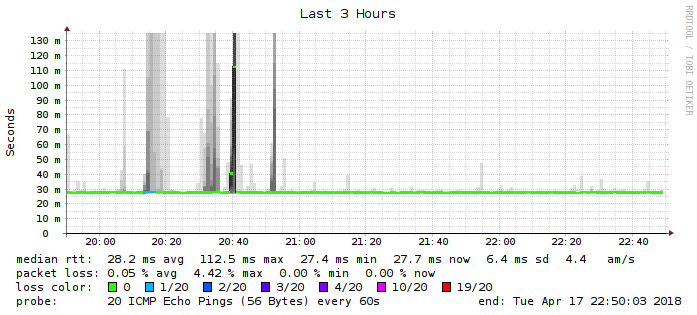 Last 3 Hours
RRDTOOL / TOBI OETIKER
Seconds
130 m
120 m
110 m
100 m
90 m
80 m
70 m
60 m
50 m
40 m
30 m
20 m
10 m
0
20:00 20:20 20:40 21:00 21:20 21:40 22:00 22:20 22:40
median rtt: 28.2 ms avg 112.5 ms max 27.4 ms min 27.7 ms now 6.4 ms sd 4.4 am/s
packet loss: 0.05 % avg 4.42 % max 0.00 % min 0.00 % now
loss color: 0 1/20 2/20 3/20 4/20 10/20 19/20
probe: 20 ICMP Echo Pings (56 Bytes) every 60s end: Tue Apr 17 22:50:03 2018